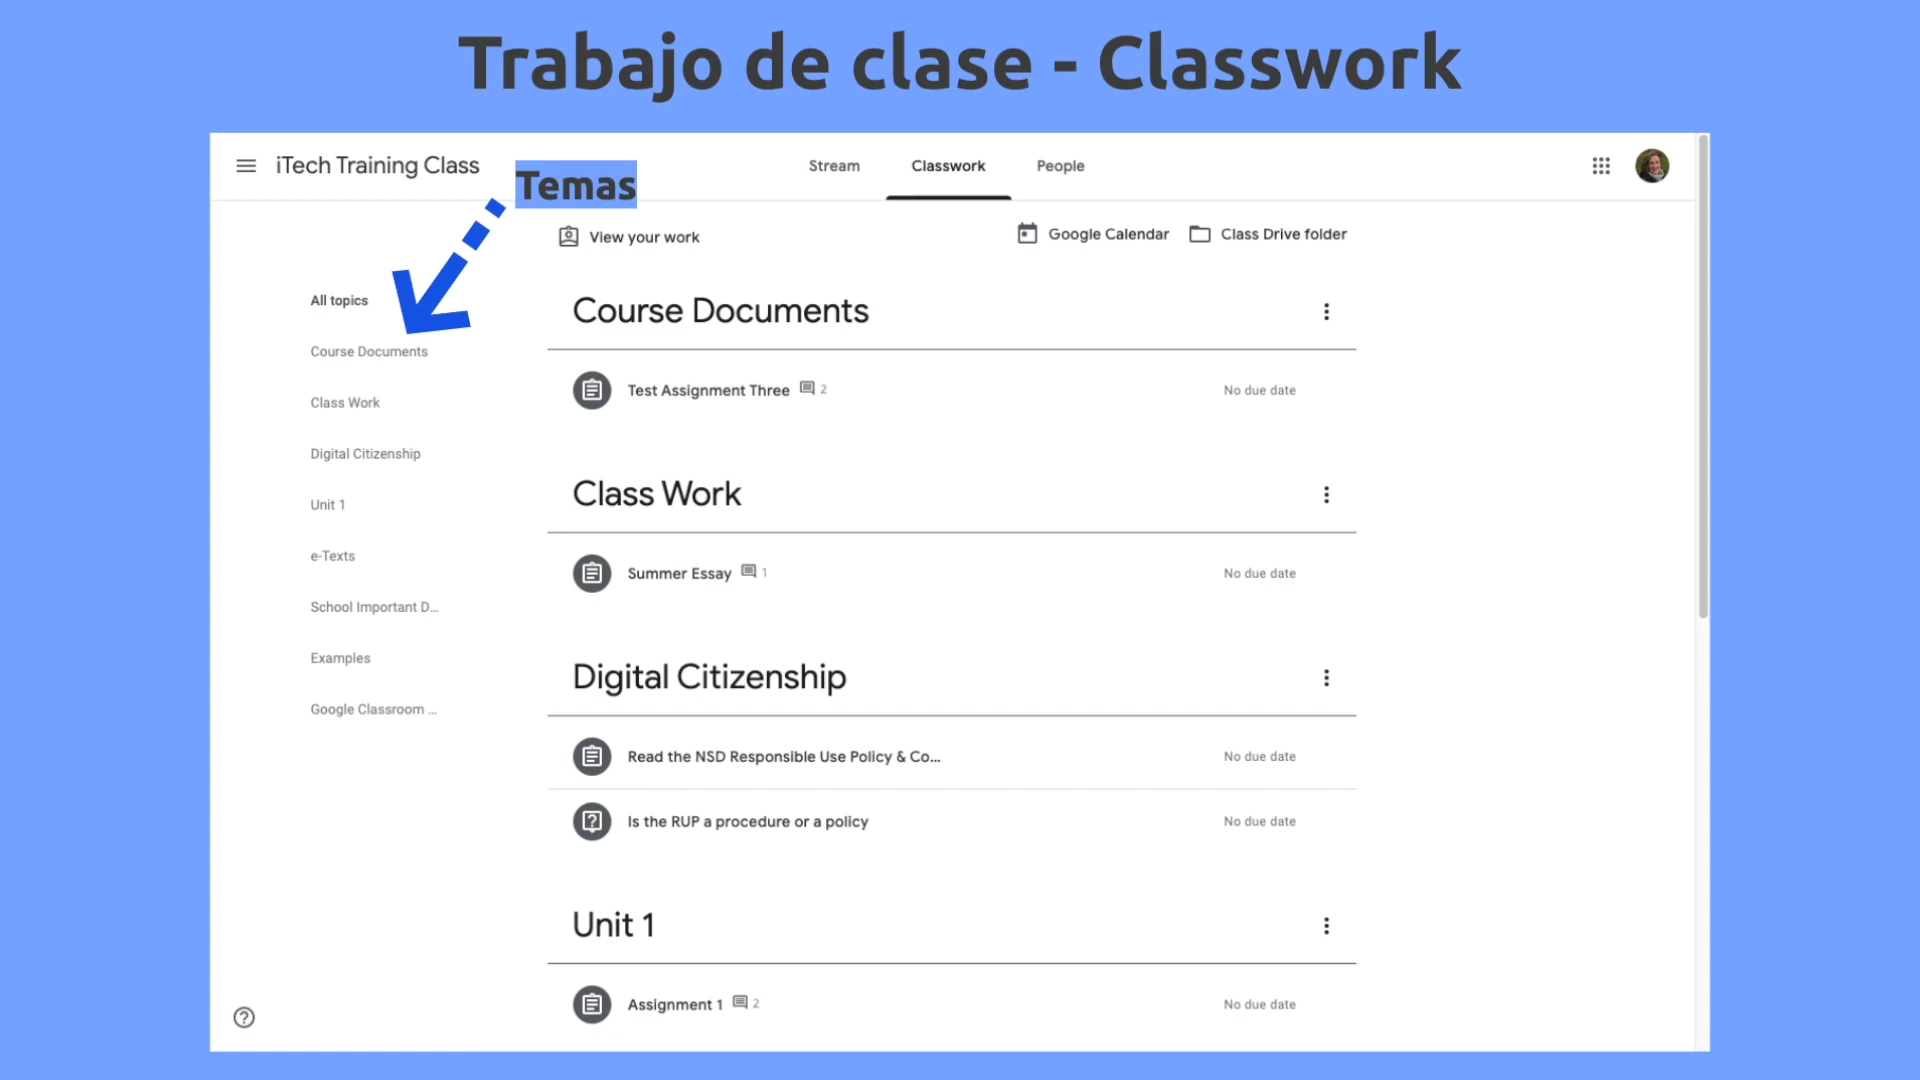 Trabajo de clase - Classwork
iTech Training Class
Temas
Stream
Classwork
People
View your work
Google Calendar
Class Drive folder
All topics
Course Documents
Class Work
Digital Citizenship
Unit 1
e-Texts
School Important D...
Examples
Google Classroom ...
Course Documents
Test Assignment Three 2
No due date
Class Work
Summer Essay 1
No due date
Digital Citizenship
Read the NSD Responsible Use Policy & Co...
No due date
Is the RUP a procedure or a policy
No due date
Unit 1
Assignment 1 2
No due date